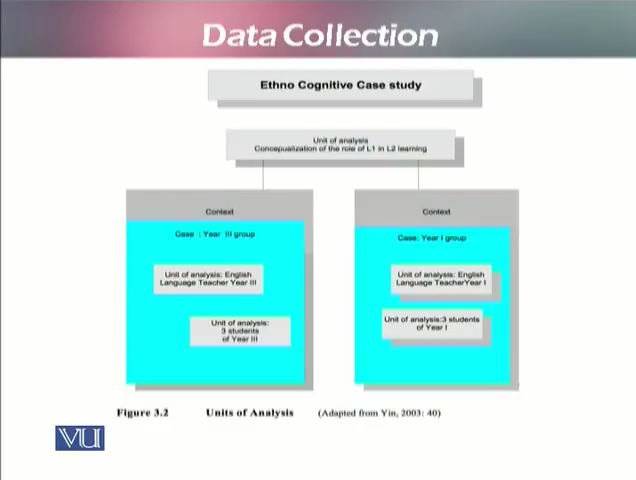 Data Collection
Ethno Cognitive Case study
Unit of analysis
Concepualization of the role of L1 in L2 learning
Context
Case : Year III group
Unit of analysis: English
Language Teacher Year III
Unit of analysis:
3 students
of Year III
Context
Case: Year I group
Unit of analysis: English
Language TeacherYear I
Unit of analysis:3 students
of Year I
Figure 3.2 Units of Analysis (Adapted from Yin, 2003: 40)
VU